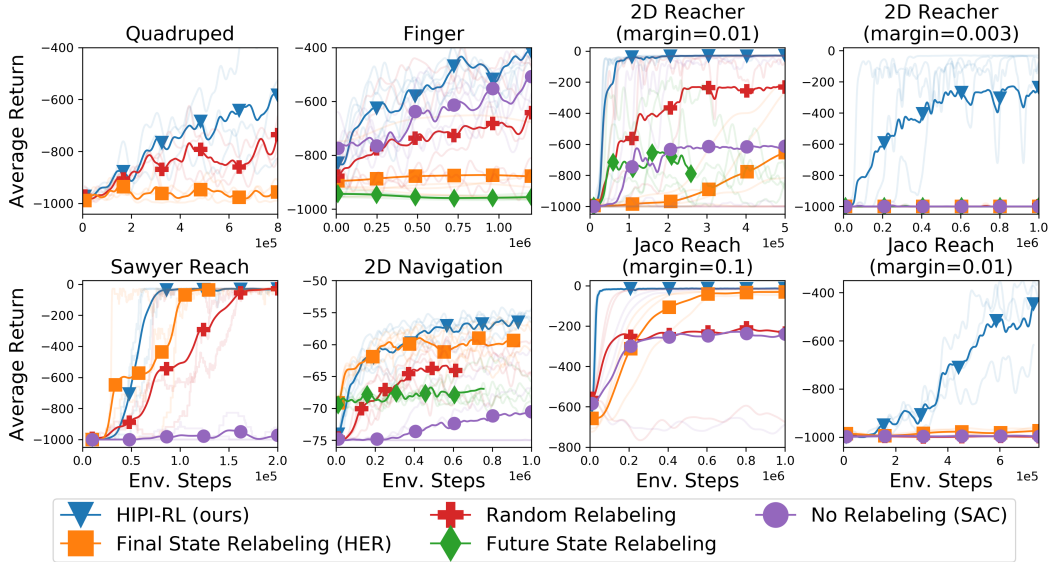 Quadruped
Finger
2D Reacher
(margin=0.01)
2D Reacher
(margin=0.003)
Average Return
−400
−600
−800
−1000
0 2 4 6 8
1e5
−400
−500
−600
−700
−800
−900
−1000
0.00 0.25 0.50 0.75 1.00
1e6
0
−200
−400
−600
−800
−1000
0 1 2 3 4 5
1e5
0
−200
−400
−600
−800
−1000
0.0 0.2 0.4 0.6 0.8 1.0
1e6
Sawyer Reach
2D Navigation
Jaco Reach
(margin=0.1)
Jaco Reach
(margin=0.01)
Average Return
0
−200
−400
−600
−800
−1000
0.0 0.5 1.0 1.5 2.0
1e5
Env. Steps
−50
−55
−60
−65
−70
−75
0.0 0.2 0.4 0.6 0.8 1.0
1e6
Env. Steps
0
−200
−400
−600
−800
0.0 0.2 0.4 0.6 0.8 1.0
1e6
Env. Steps
−400
−600
−800
−1000
0 2 4 6
1e5
Env. Steps
HIPI-RL (ours)
Random Relabeling
No Relabeling (SAC)
Final State Relabeling (HER)
Future State Relabeling